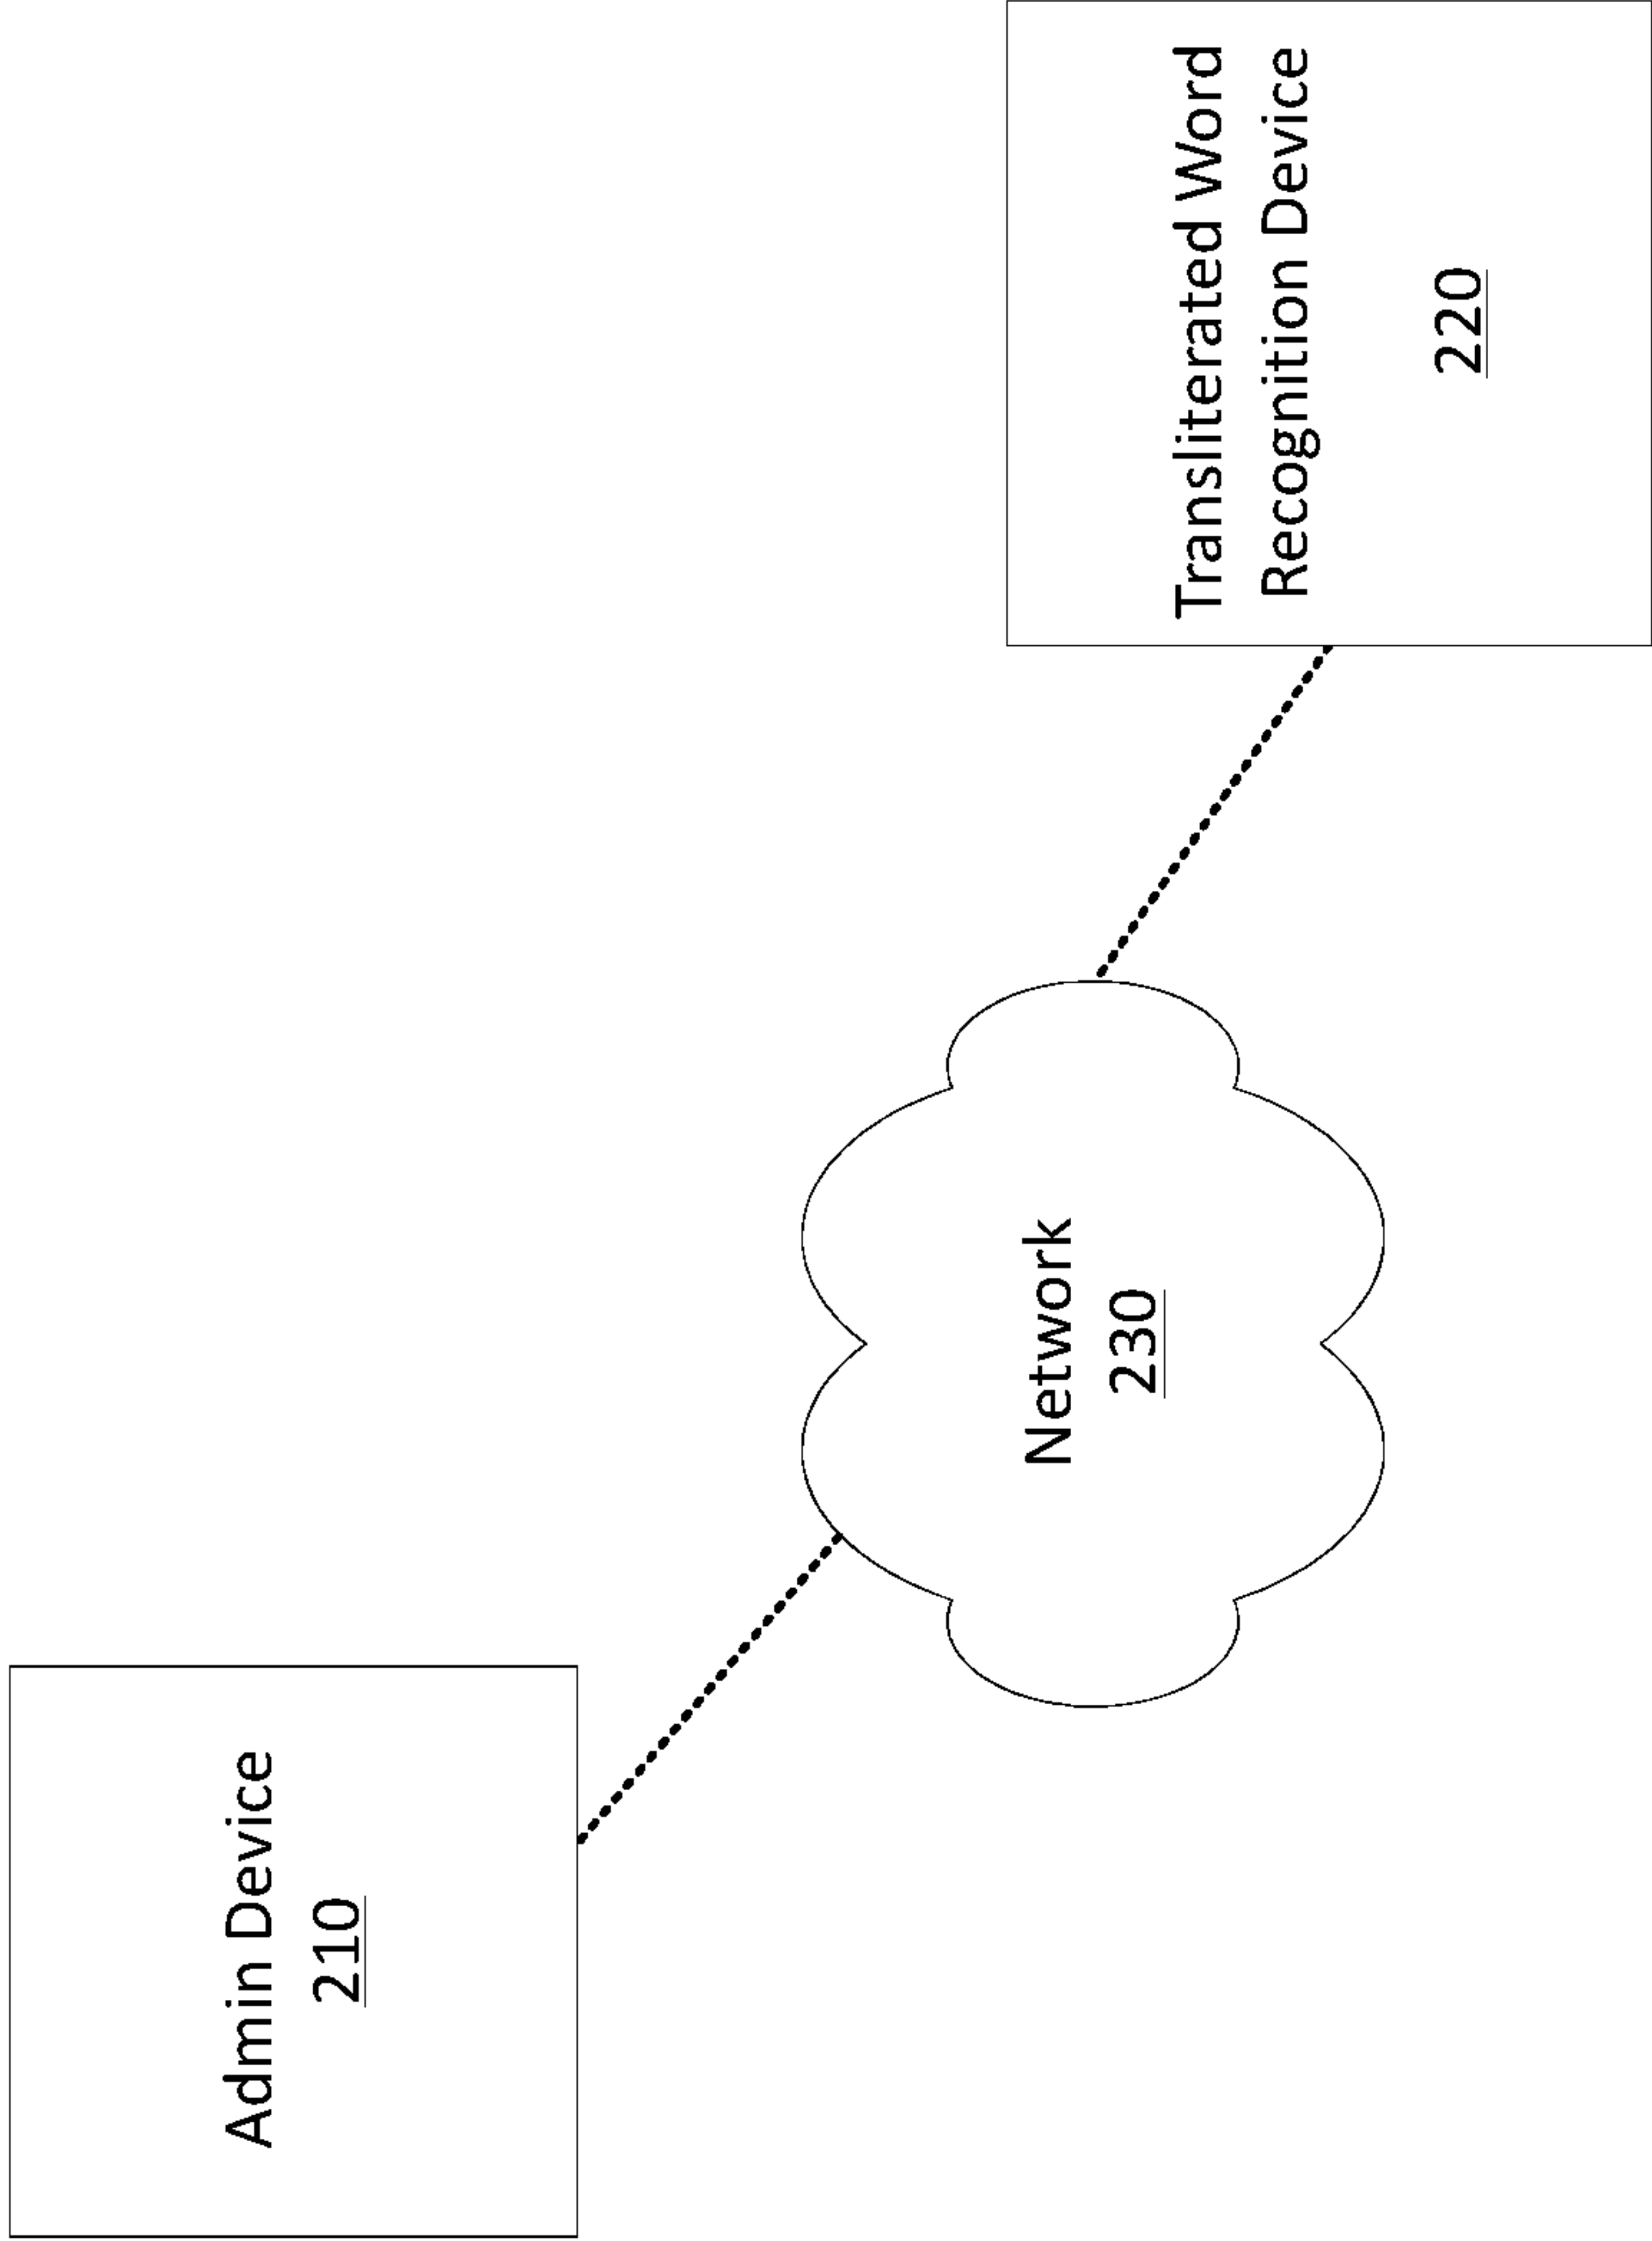 Admin Device
210
Network
230
Transliterated Word
Recognition Device
220